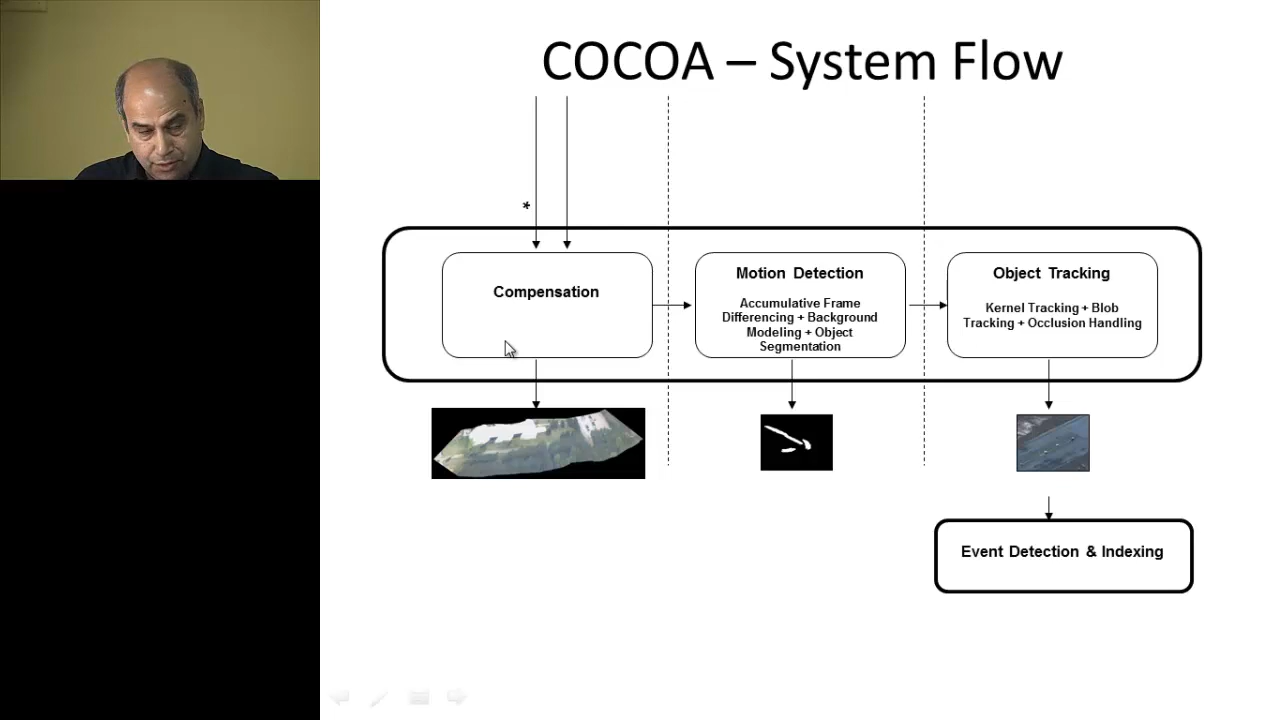 COCOA – System Flow
*
Compensation
Motion Detection
Accumulative Frame
Differencing + Background
Modeling + Object
Segmentation
Object Tracking
Kernel Tracking + Blob
Tracking + Occlusion Handling
Event Detection & Indexing